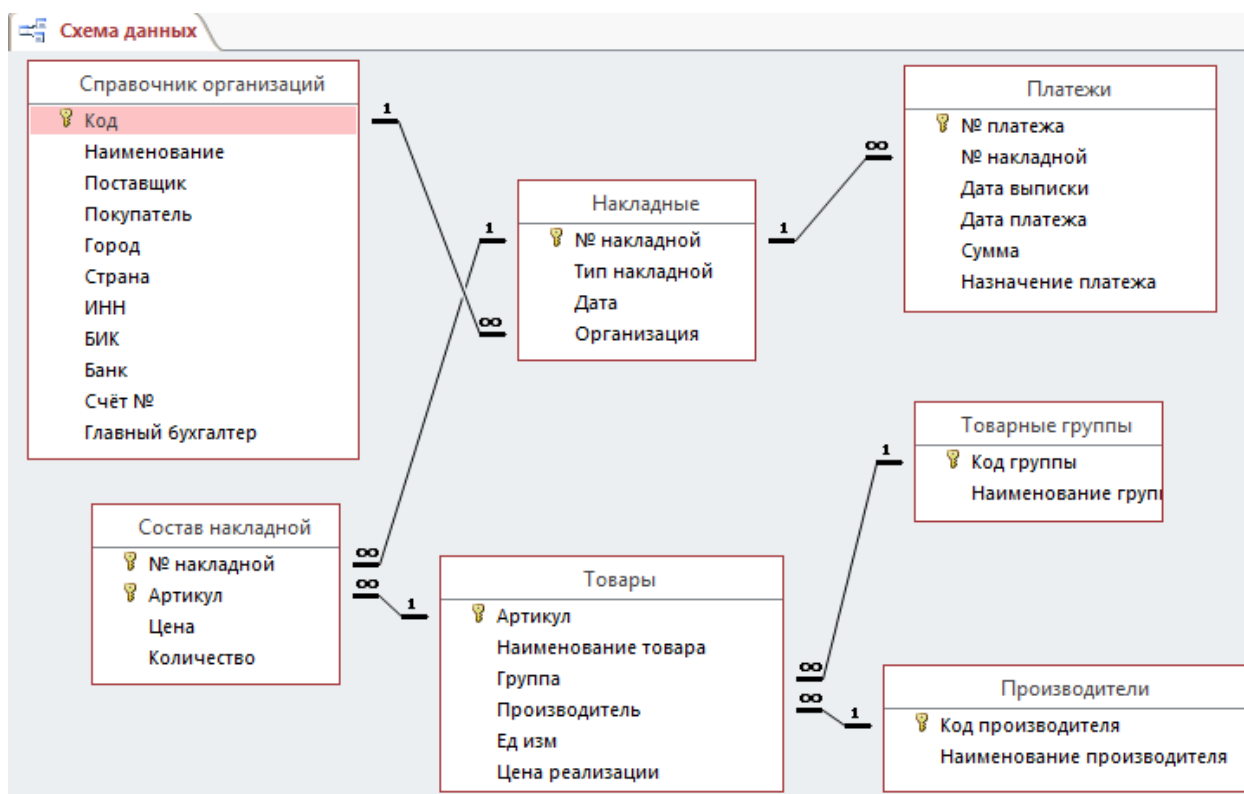 Схема данных
Справочник организаций
Код
Наименование
Поставщик
Покупатель
Город
Страна
ИНН
БИК
Банк
Счёт №
Главный бухгалтер
1
Накладные
№ накладной
Тип накладной
Дата
Организация
1
∞
1
Платежи
№ платежа
№ накладной
Дата выписки
Дата платежа
Сумма
Назначение платежа
∞
Состав накладной
№ накладной
Артикул
Цена
Количество
∞
∞
Товары
Артикул
Наименование товара
Группа
Производитель
Ед изм
Цена реализации
1
∞
∞
Товарные группы
Код группы
Наименование груп
1
Производители
Код производителя
Наименование производителя
1